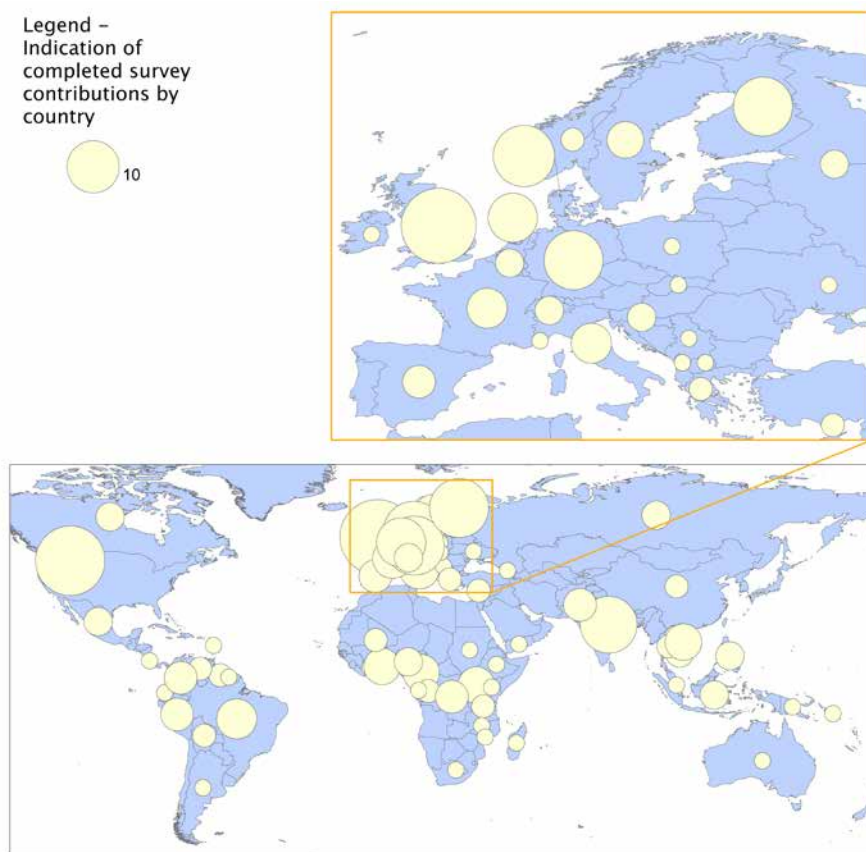 Legend –
Indication of
completed survey
contributions by
country
10